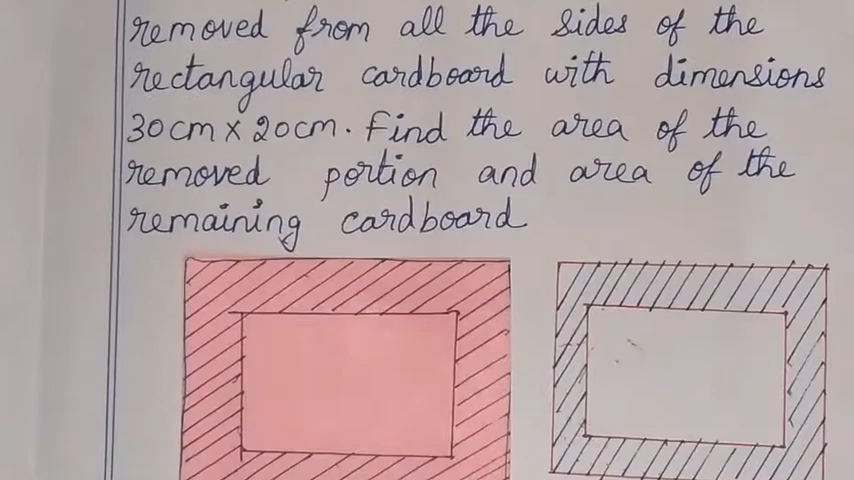 removed from all the sides of the
rectangular cardboard with dimensions
30cm x 20cm. Find the area of the
removed portion and area of the
remaining cardboard